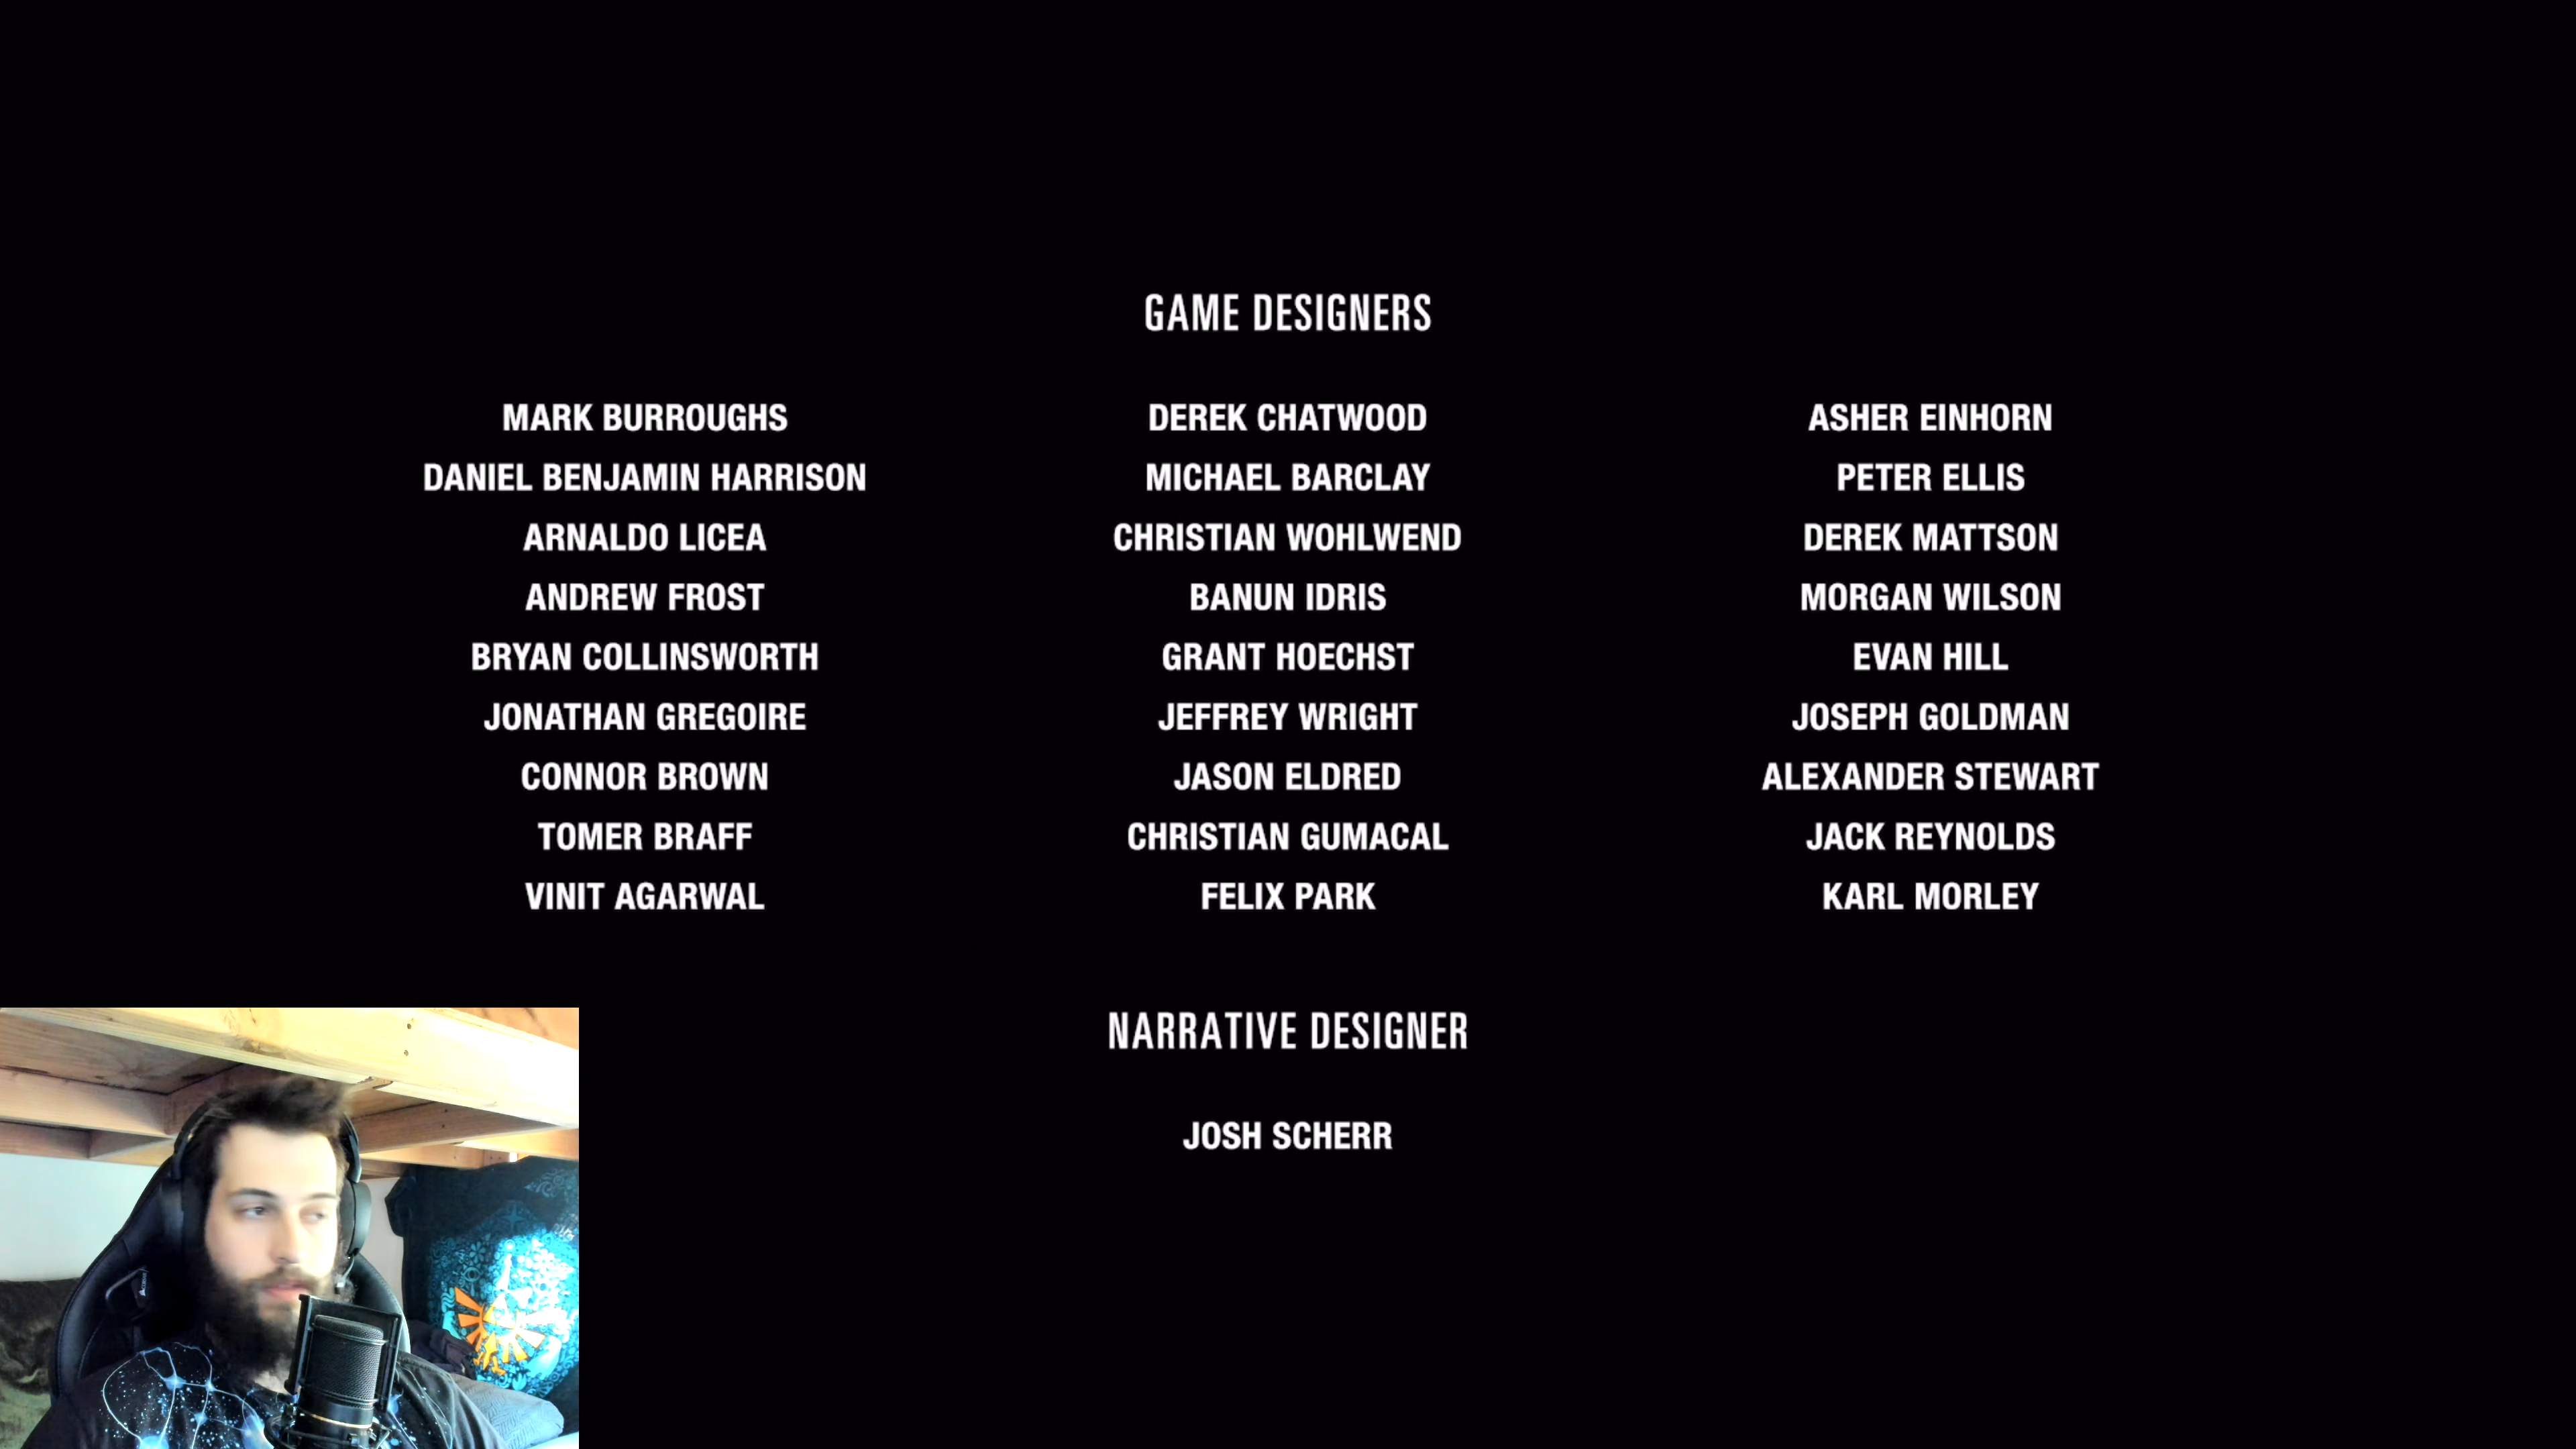 GAME DESIGNERS
MARK BURROUGHS
DEREK CHATWOOD
ASHER EINHORN
DANIEL BENJAMIN HARRISON
MICHAEL BARCLAY
PETER ELLIS
ARNALDO LICEA
CHRISTIAN WOHLWEND
DEREK MATTSON
ANDREW FROST
BANUN IDRIS
MORGAN WILSON
BRYAN COLLINSWORTH
GRANT HOECHST
EVAN HILL
JONATHAN GREGOIRE
JEFFREY WRIGHT
JOSEPH GOLDMAN
CONNOR BROWN
JASON ELDRED
ALEXANDER STEWART
TOMER BRAFF
CHRISTIAN GUMACAL
JACK REYNOLDS
VINIT AGARWAL
FELIX PARK
KARL MORLEY
NARRATIVE DESIGNER
JOSH SCHERR